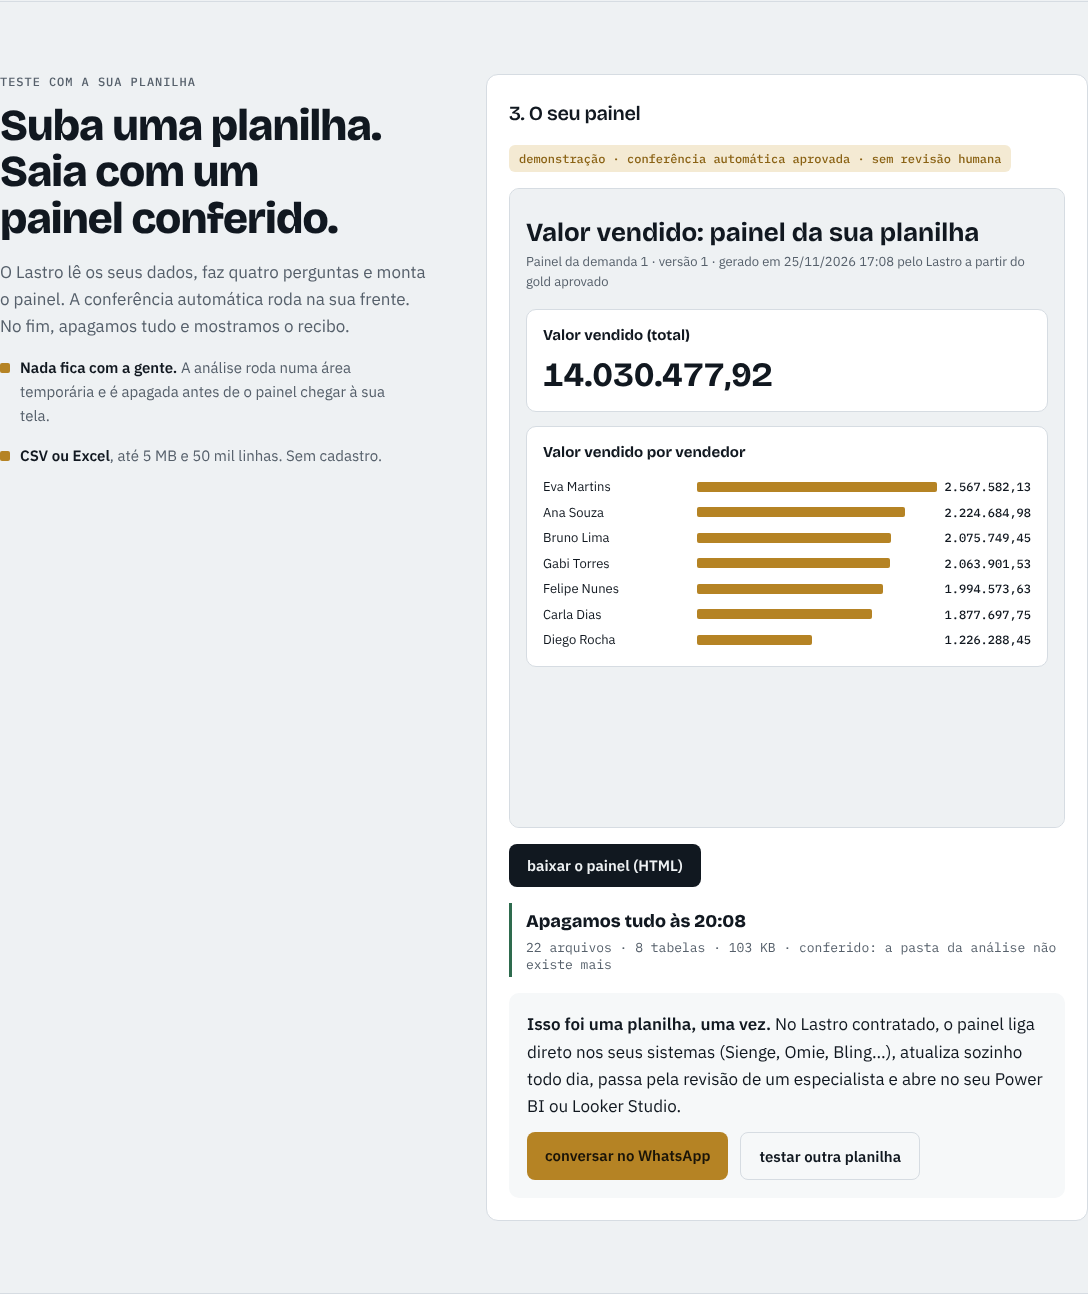 TESTE COM A SUA PLANILHA
Suba uma planilha.
Saia com um
painel conferido.
O Lastro lê os seus dados, faz quatro perguntas e monta
o painel. A conferência automática roda na sua frente.
No fim, apagamos tudo e mostramos o recibo.
Nada fica com a gente. A análise roda numa área
temporária e é apagada antes de o painel chegar à sua
tela.
CSV ou Excel, até 5 MB e 50 mil linhas. Sem cadastro.
3. O seu painel
demonstração · conferência automática aprovada · sem revisão humana
Valor vendido: painel da sua planilha
Painel da demanda 1 · versão 1 · gerado em 25/11/2026 17:08 pelo Lastro a partir do
gold aprovado
Valor vendido (total)
14.030.477,92
Valor vendido por vendedor
Eva Martins 2.567.582,13
Ana Souza 2.224.684,98
Bruno Lima 2.075.749,45
Gabi Torres 2.063.901,53
Felipe Nunes 1.994.573,63
Carla Dias 1.877.697,75
Diego Rocha 1.226.288,45
baixar o painel (HTML)
Apagamos tudo às 20:08
22 arquivos · 8 tabelas · 103 KB · conferido: a pasta da análise não
existe mais
Isso foi uma planilha, uma vez. No Lastro contratado, o painel liga
direto nos seus sistemas (Sienge, Omie, Bling…), atualiza sozinho
todo dia, passa pela revisão de um especialista e abre no seu Power
BI ou Looker Studio.
conversar no WhatsApp
testar outra planilha